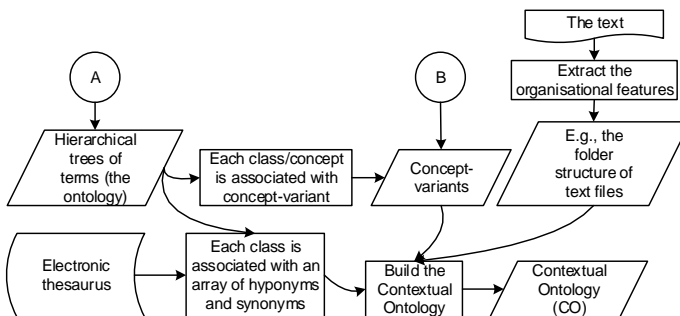 The text
A
B
Extract the
organisational features
Hierarchical
trees of
terms (the
ontology)
Each class/concept
is associated with
concept-variant
Concept-
variants
E.g., the
folder
structure of
text files
Electronic
thesaurus
Each class is
associated with an
array of hyponyms
and synonyms
Build the
Contextual
Ontology
Contextual
Ontology
(CO)